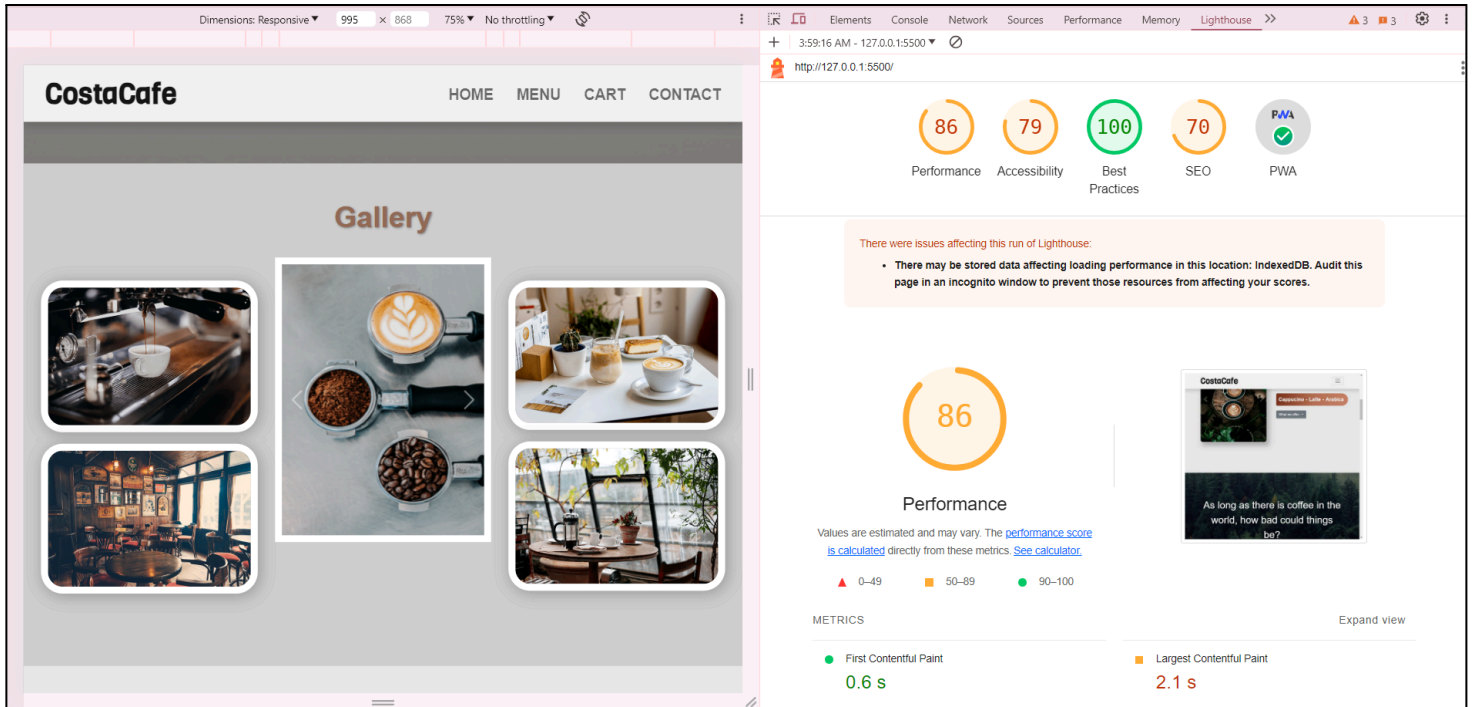 Dimensions: Responsive ▼ 995 × 868 75% ▼ No throttling ▼
Elements Console Network Sources Performance Memory Lighthouse 3 3
3:59:16 AM - 127.0.0.1:5500 ▼
http://127.0.0.1:5500/
CostaCafe
HOME MENU CART CONTACT
Gallery
86 79 100 70 PWA
Performance Accessibility Best Practices SEO PWA
There were issues affecting this run of Lighthouse:
• There may be stored data affecting loading performance in this location: IndexedDB. Audit this
page in an incognito window to prevent those resources from affecting your scores.
86
Performance
Values are estimated and may vary. The performance score
is calculated directly from these metrics. See calculator.
0–49 50–89 90–100
CostaCafe
Cappuccino - Latte - Arabica
As long as there is coffee in the
world, how bad could things
be?
METRICS
Expand view
First Contentful Paint
0.6 s
Largest Contentful Paint
2.1 s